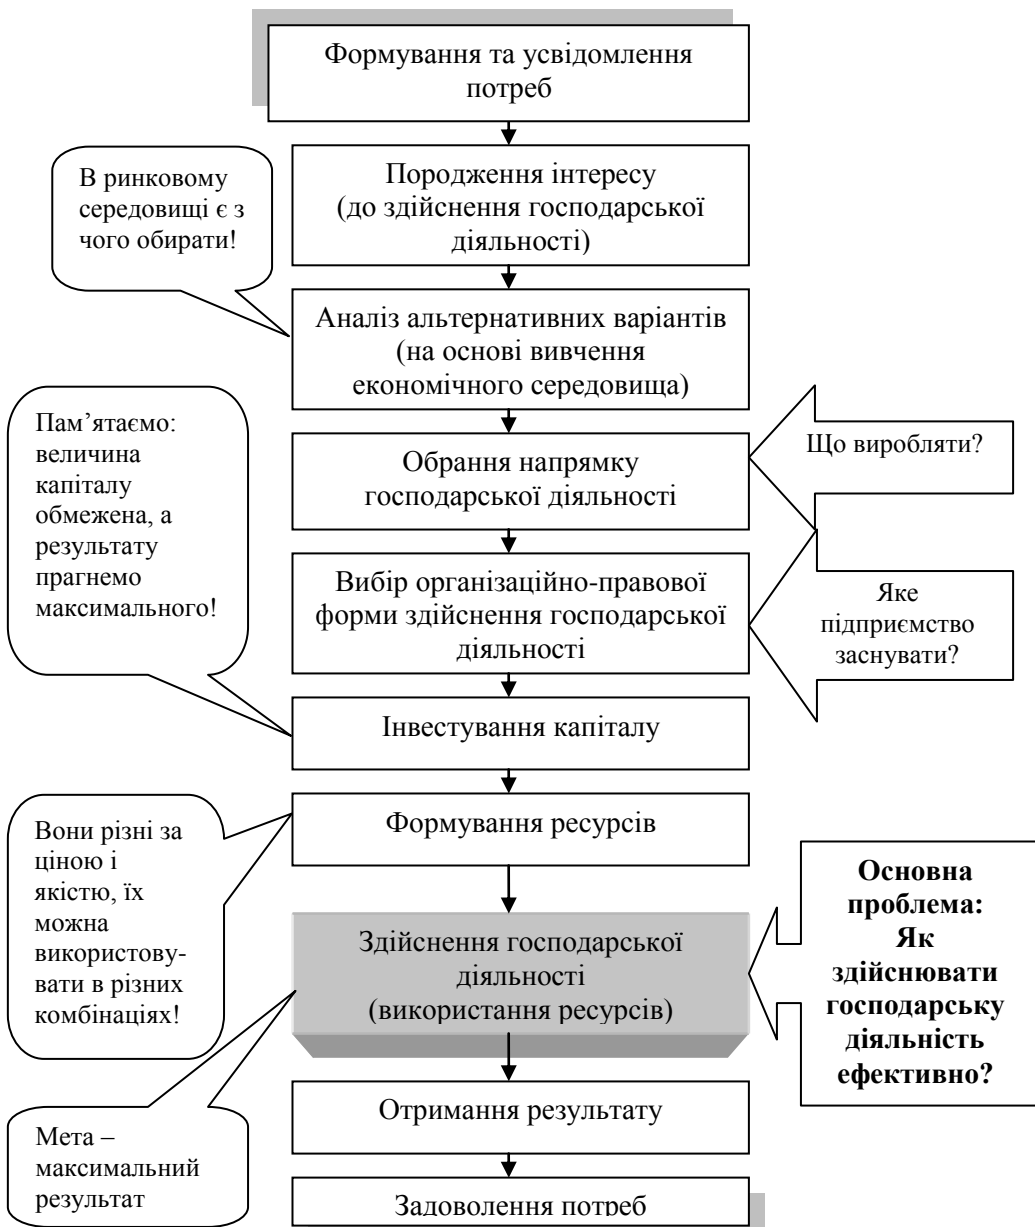 Формування та усвідомлення
потреб
В ринковому
середовищі є з
чого обирати!
Породження інтересу
(до здійснення господарської
діяльності)
Аналіз альтернативних варіантів
(на основі вивчення
економічного середовища)
Пам’ятаємо:
величина
капіталу
обмежена, а
результату
прагнемо
максимального!
Обрання напрямку
господарської діяльності
Що виробляти?
Вибір організаційно-правової
форми здійснення господарської
діяльності
Яке
підприємство
заснувати?
Інвестування капіталу
Формування ресурсів
Вони різні за
ціною і
якістю, їх
можна
використову-
вати в різних
комбінаціях!
Здійснення господарської
діяльності
(використання ресурсів)
Основна
проблема:
Як
здійснювати
господарську
діяльність
ефективно?
Отримання результату
Мета –
максимальний
результат
Задоволення потреб